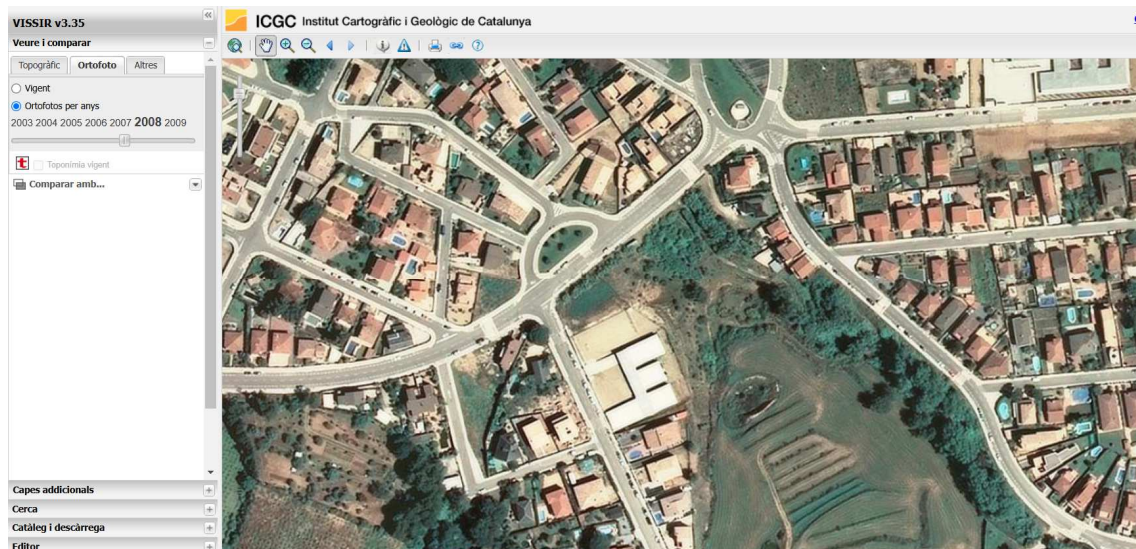 VISSIR v3.35
ICGC Institut Cartogràfic i Geològic de Catalunya
Veure i comparar
Topogràfic Ortofoto Altres
Vigent
Ortofotos per anys
2003 2004 2005 2006 2007 2008 2009
Toponímia vigent
Comparar amb...
Capes addicionals
Cerca
Catàleg i descàrrega
Editor